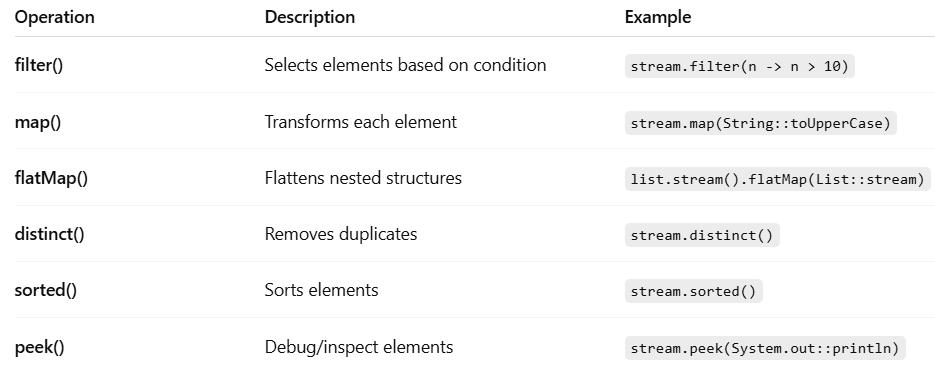 Operation Description Example
filter() Selects elements based on condition stream.filter(n -> n > 10)
map() Transforms each element stream.map(String::toUpperCase)
flatMap() Flattens nested structures list.stream().flatMap(List::stream)
distinct() Removes duplicates stream.distinct()
sorted() Sorts elements stream.sorted()
peek() Debug/inspect elements stream.peek(System.out::println)